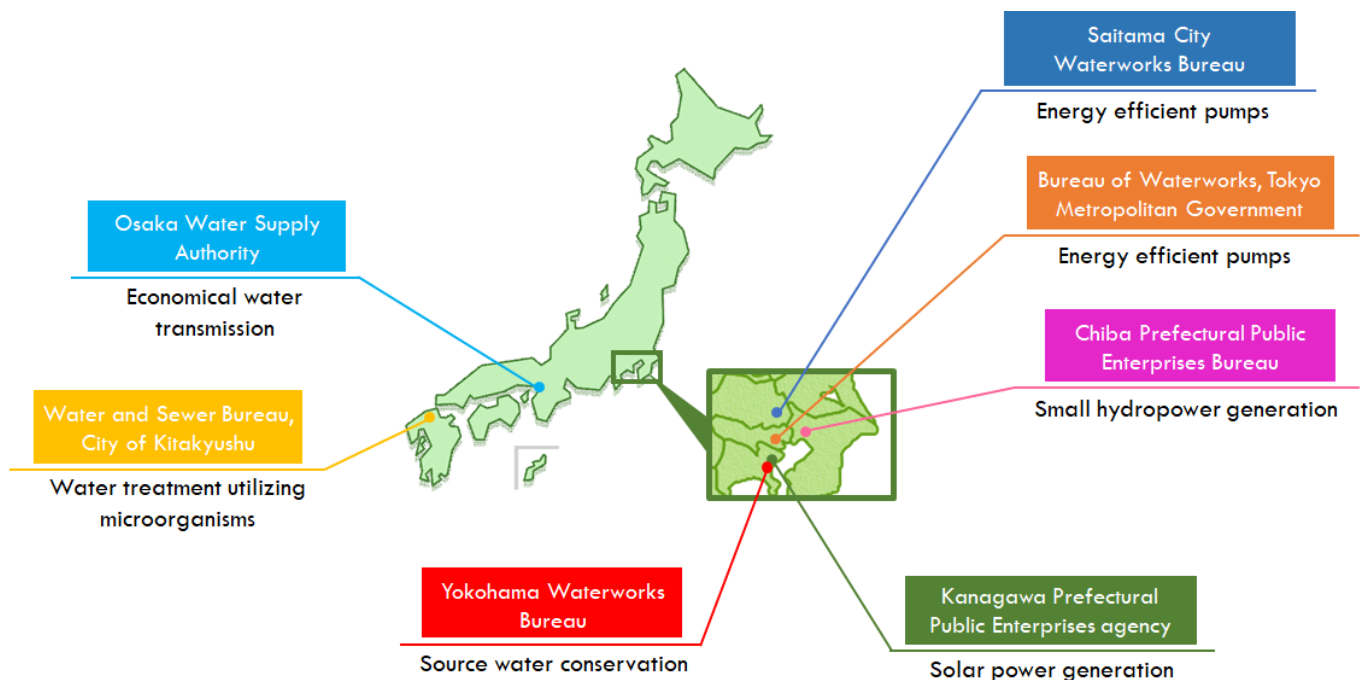 Saitama City
Waterworks Bureau
Energy efficient pumps
Bureau of Waterworks, Tokyo
Metropolitan Government
Energy efficient pumps
Osaka Water Supply
Authority
Economical water
transmission
Chiba Prefectural Public
Enterprises Bureau
Small hydropower generation
Water and Sewer Bureau,
City of Kitakyushu
Water treatment utilizing
microorganisms
Yokohama Waterworks
Bureau
Source water conservation
Kanagawa Prefectural
Public Enterprises agency
Solar power generation